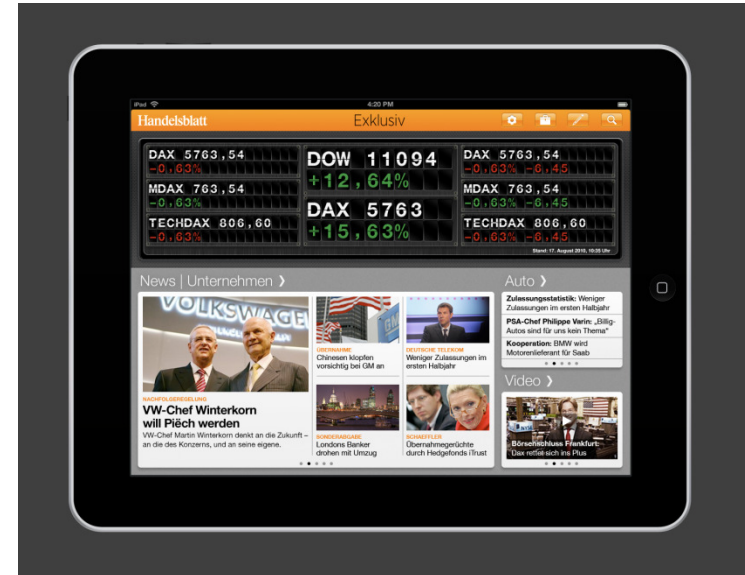 iPad
4:20 PM
Handelsblatt
Exklusiv
DAX 5763,54
-0,63%
MDAX 763,54
-0,63%
TECHDAX 806,60
-0,63%
DOW 11094
+12,64%
DAX 5763
+15,63%
DAX 5763,54
-0,63% -6,45
MDAX 763,54
-0,63% -6,45
TECHDAX 806,60
-0,63% -6,45
Stand: 17. August 2010, 10:35 Uhr
News | Unternehmen ❯
VOLKSWAGE
NACHFOLGEREGELUNG
VW-Chef Winterkorn
will Piëch werden
VW-Chef Martin Winterkorn denkt an die Zukunft –
an die des Konzerns, und an seine eigene.
GM
ÜBERNAHME
Chinesen klopfen
vorsichtig bei GM an
DEUTSCHE TELEKOM
Weniger Zulassungen im
ersten Halbjahr
SONDERABGABE
Londons Banker
drohen mit Umzug
SCHAEFFLER
Übernahmegerüchte
durch Hedgefonds iTrust
Auto ❯
Zulassungsstatistik: Weniger
Zulassungen im ersten Halbjahr
PSA-Chef Philippe Varin: „Billig-
Autos sind für uns kein Thema"
Kooperation: BMW wird
Motorenlieferant für Saab
Video ❯
Börsenschluss Frankfurt:
Dax rettet sich ins Plus